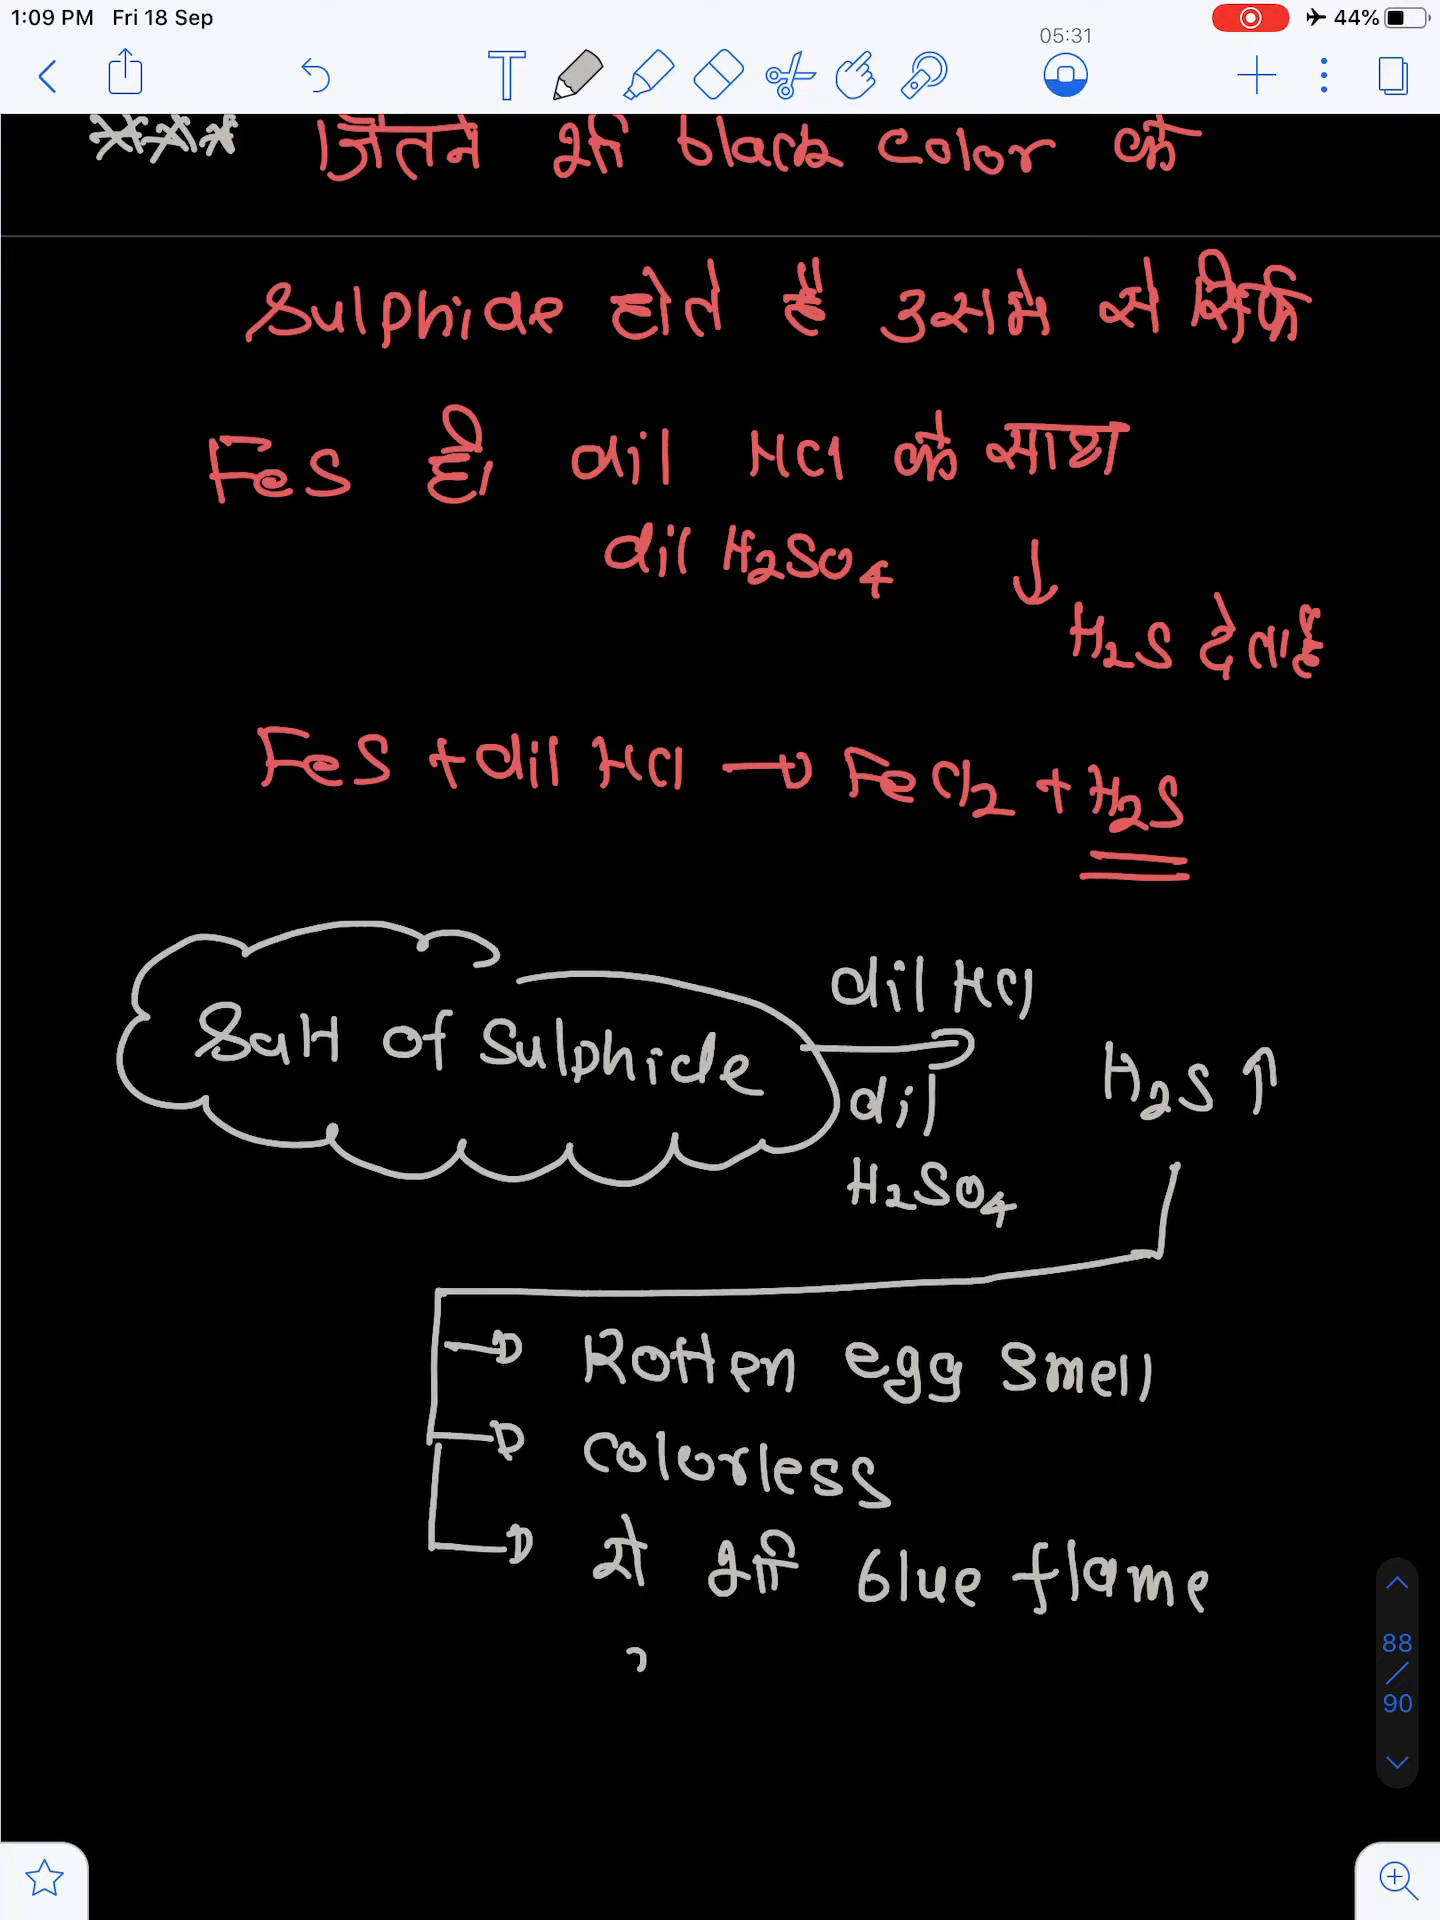 1:09 PM Fri 18 Sep 44%
05:31
T
*** जितने भी black color के
Sulphide होते हैं उसमे से सिर्फ
FeS ही dil HCl के साथ
dil H₂SO₄ ↓
H₂S देता है
FeS + dil HCl → FeCl₂ + H₂S
dil HCl
Salt of Sulphide → H₂S ↑
dil
H₂SO₄
→ Rotten egg smell
→ colorless
→ ये भी blue flame
88
/
90